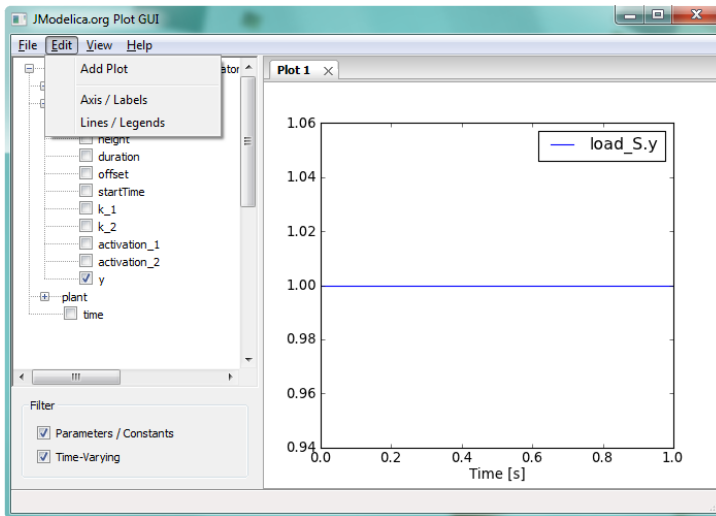 JModelica.org Plot GUI
File Edit View Help
Add Plot
Axis / Labels
Lines / Legends
height
duration
offset
startTime
k_1
k_2
activation_1
activation_2
y
plant
time
Filter
Parameters / Constants
Time-Varying
Plot 1
load_S.y
1.06
1.04
1.02
1.00
0.98
0.96
0.94
0.0 0.2 0.4 0.6 0.8 1.0
Time [s]